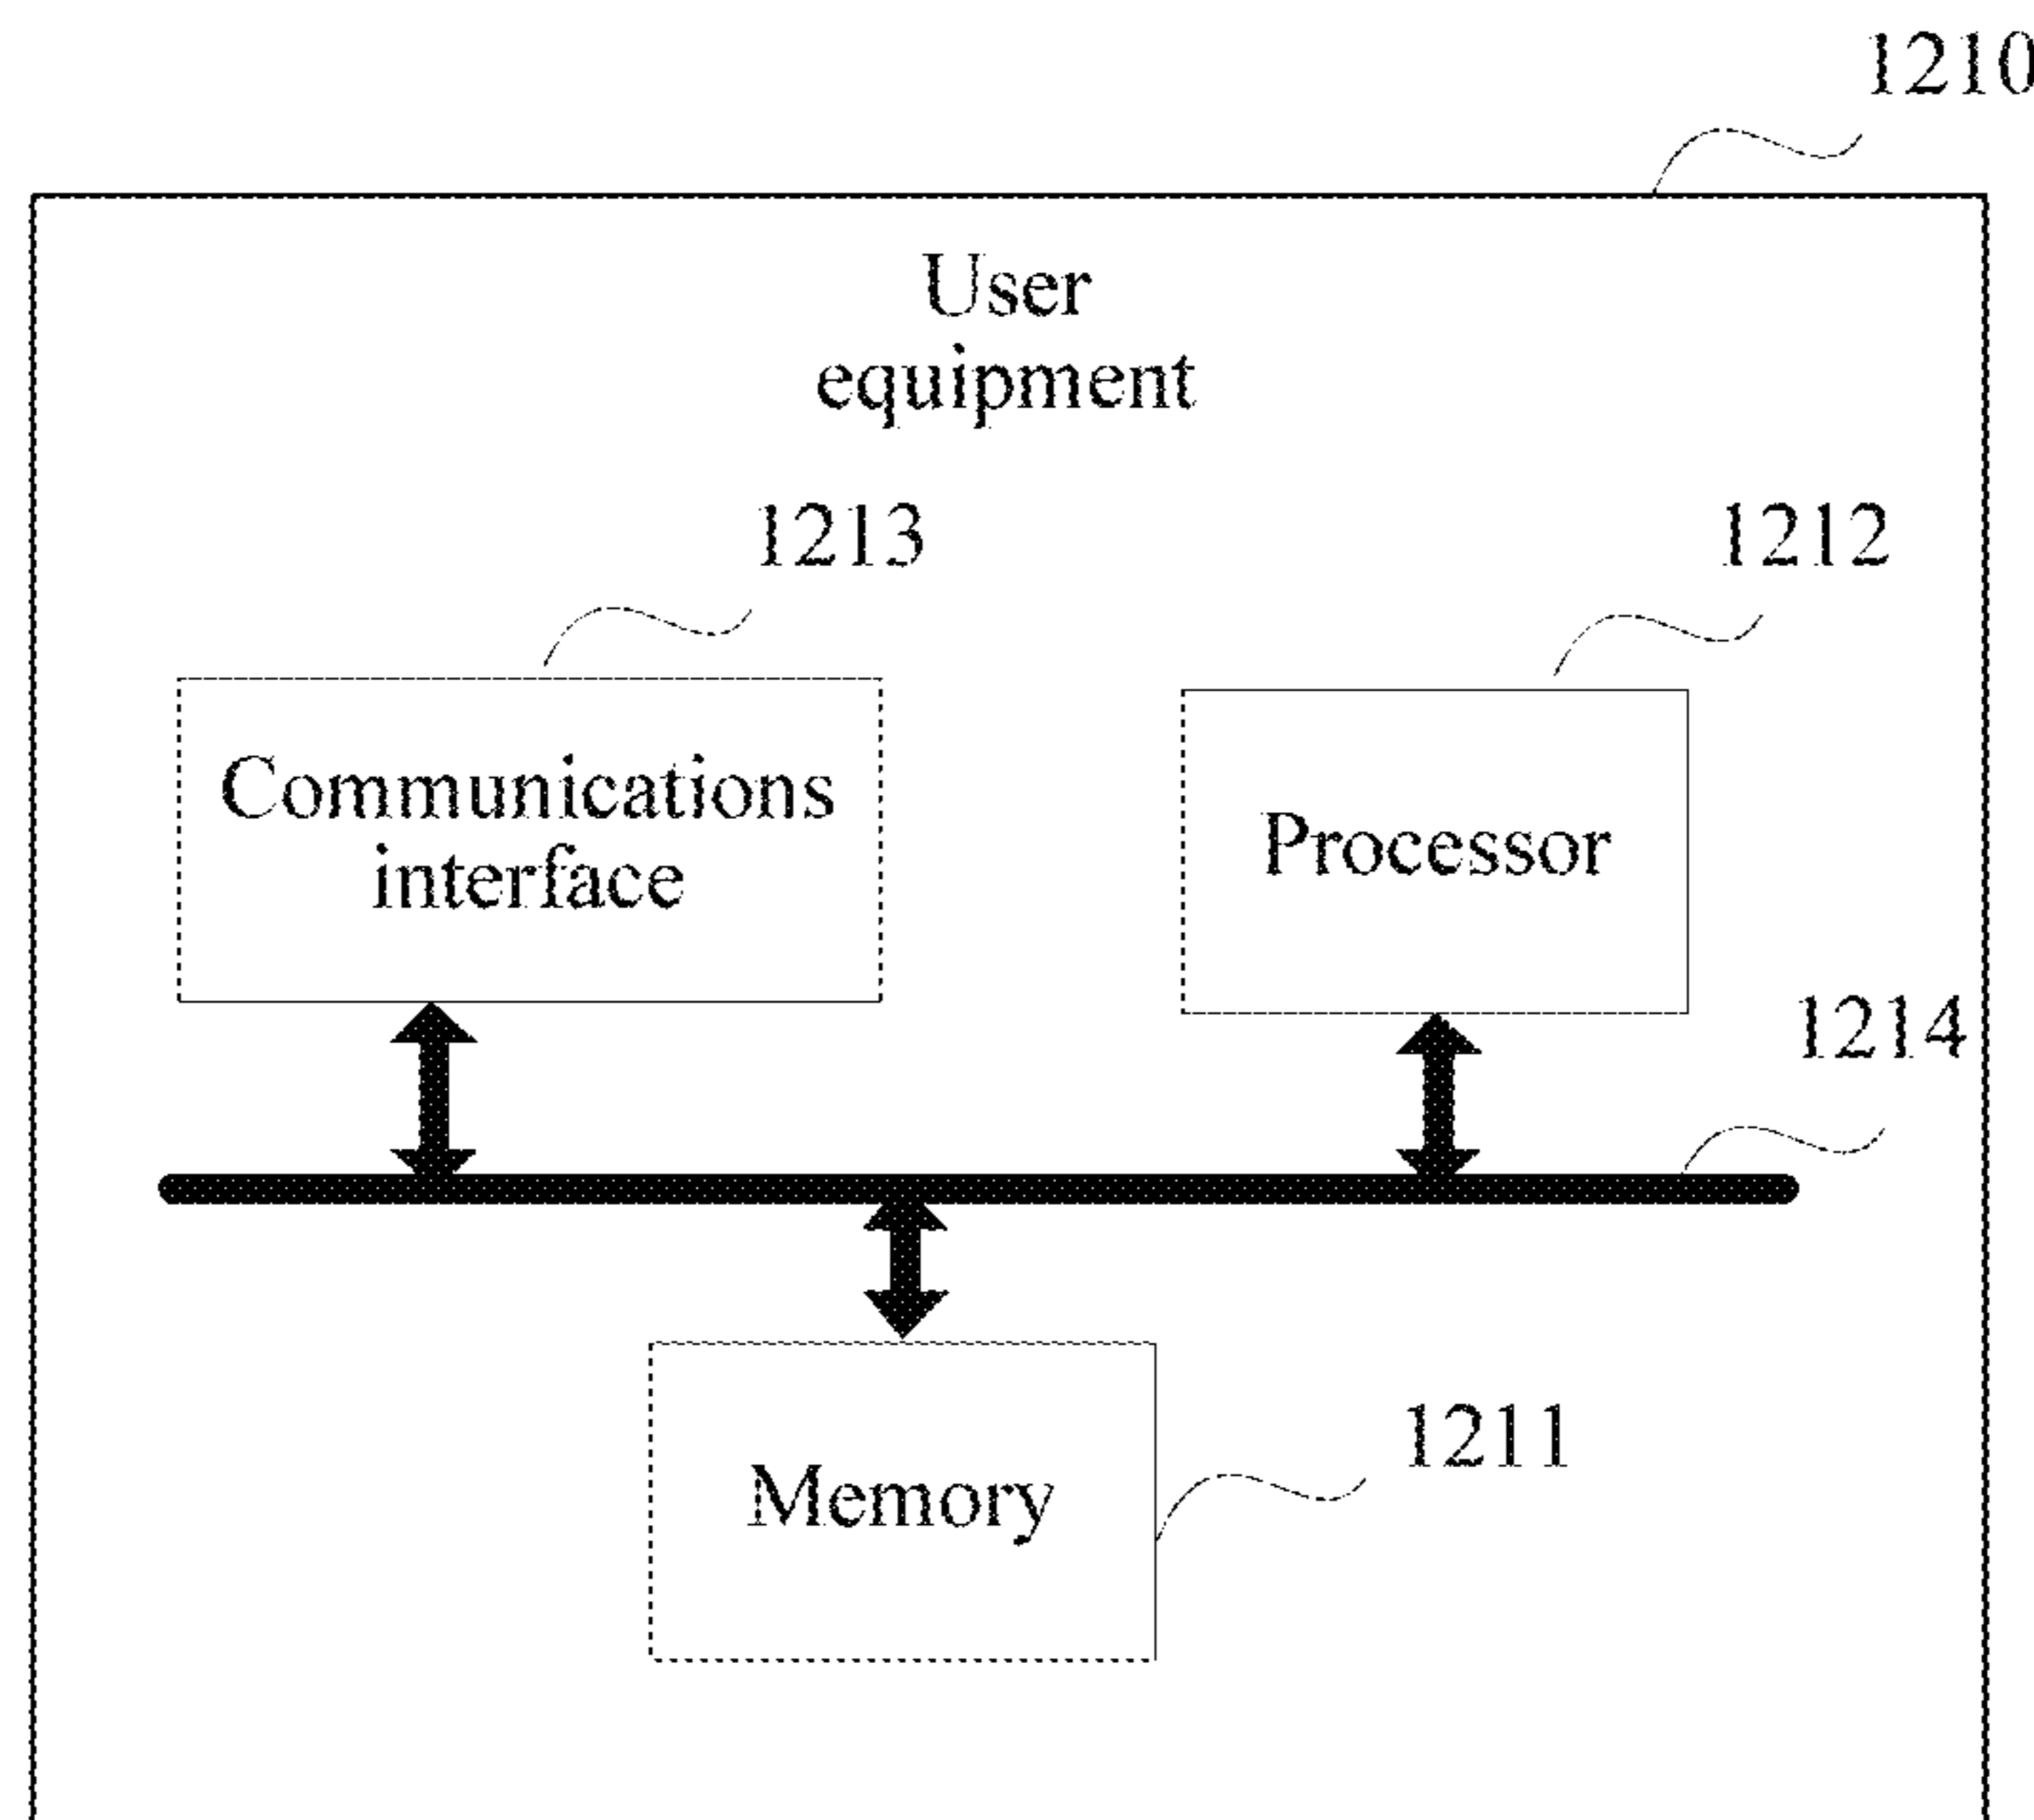 1210
User
equipment
1213
1212
Communications
interface
Processor
1214
Memory
1211